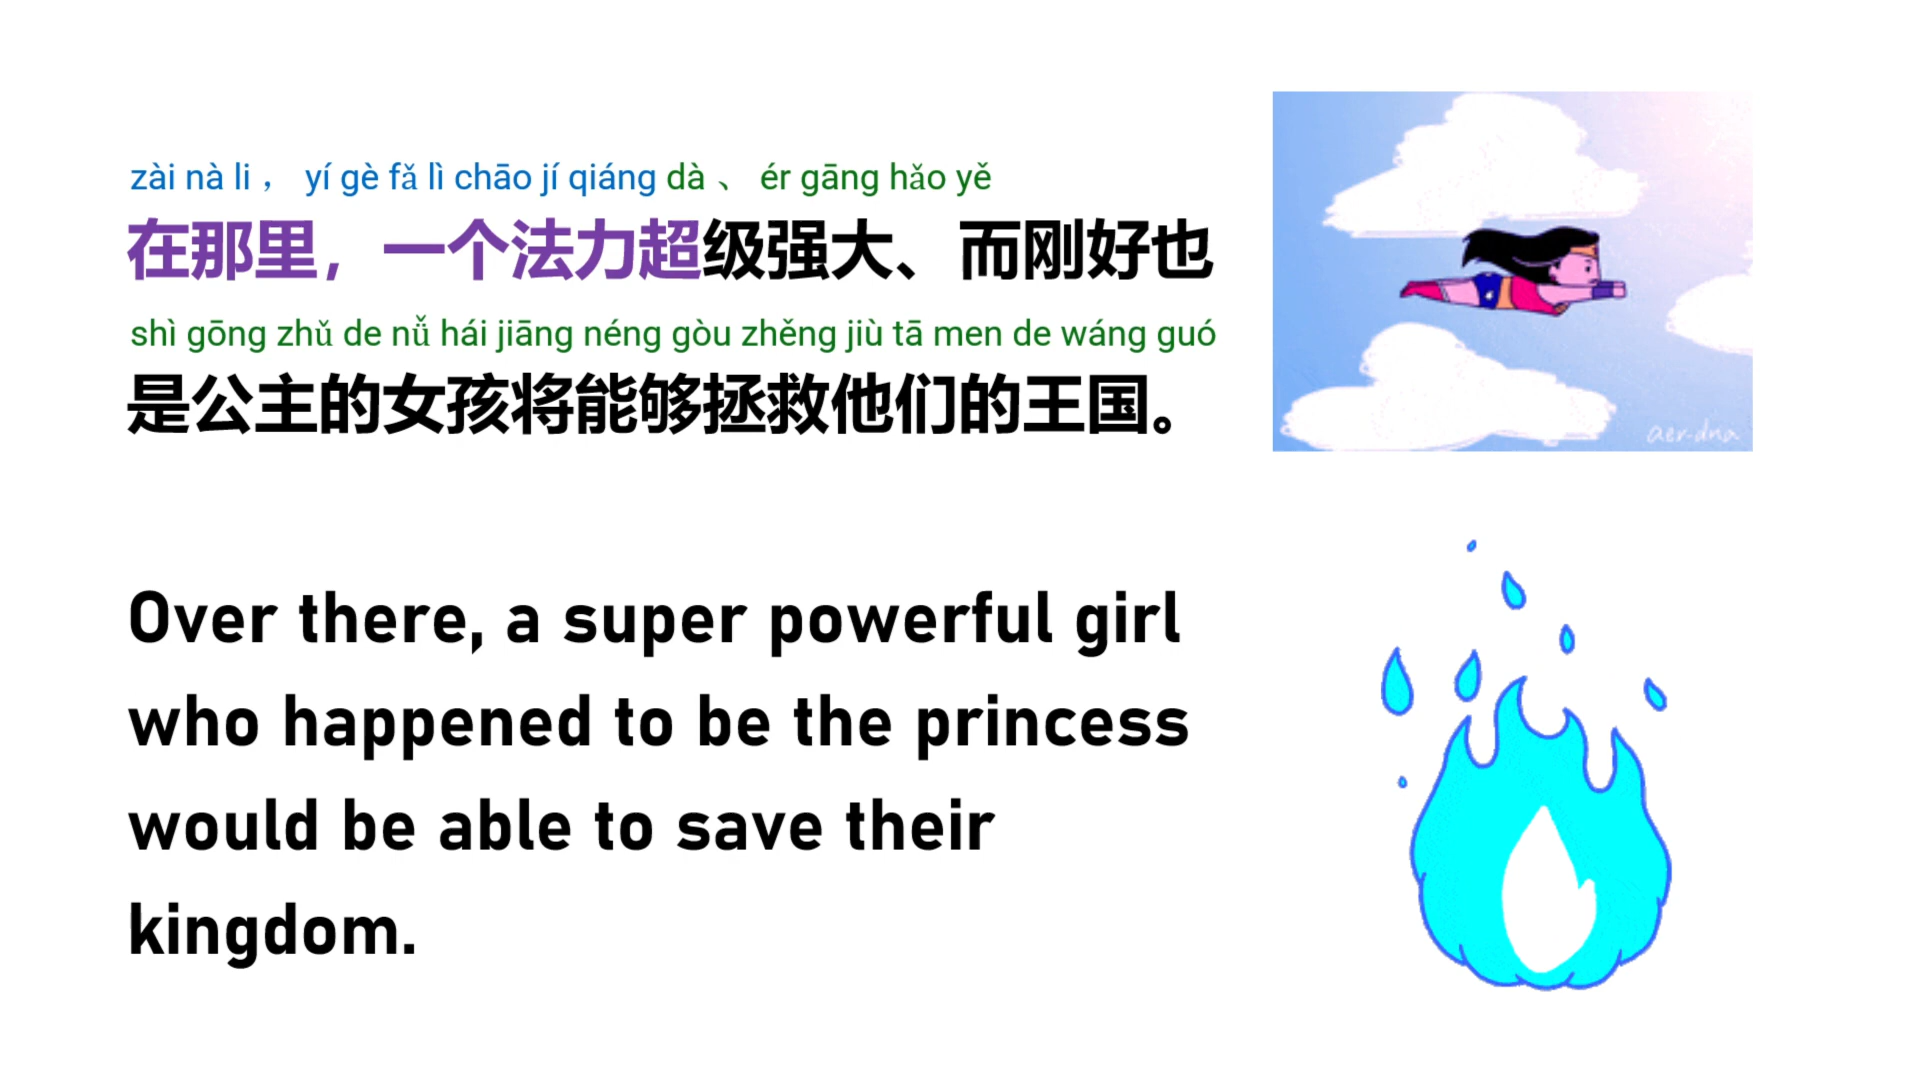 zài nà li ， yí gè fǎ lì chāo jí qiáng dà 、 ér gāng hǎo yě
在那里，一个法力超级强大、而刚好也
shì gōng zhǔ de nǚ hái jiāng néng gòu zhěng jiù tā men de wáng guó
是公主的女孩将能够拯救他们的王国。
aer-dna
Over there, a super powerful girl
who happened to be the princess
would be able to save their
kingdom.